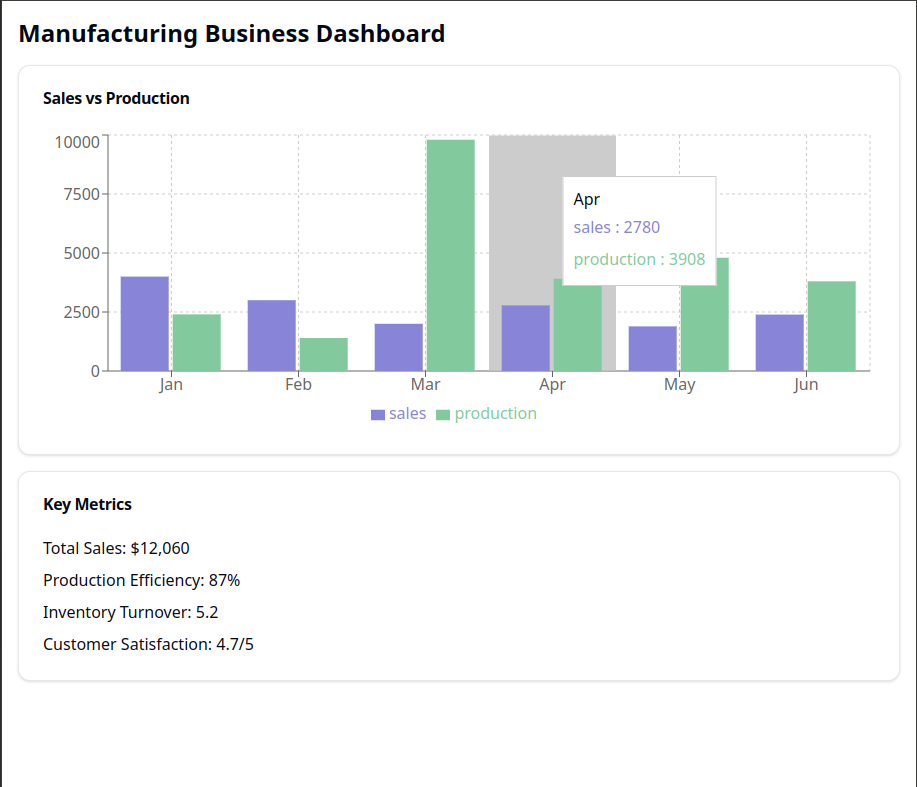 Manufacturing Business Dashboard
Sales vs Production
10000
7500
5000
2500
0
Apr
sales : 2780
production : 3908
Jan Feb Mar Apr May Jun
sales production
Key Metrics
Total Sales: $12,060
Production Efficiency: 87%
Inventory Turnover: 5.2
Customer Satisfaction: 4.7/5